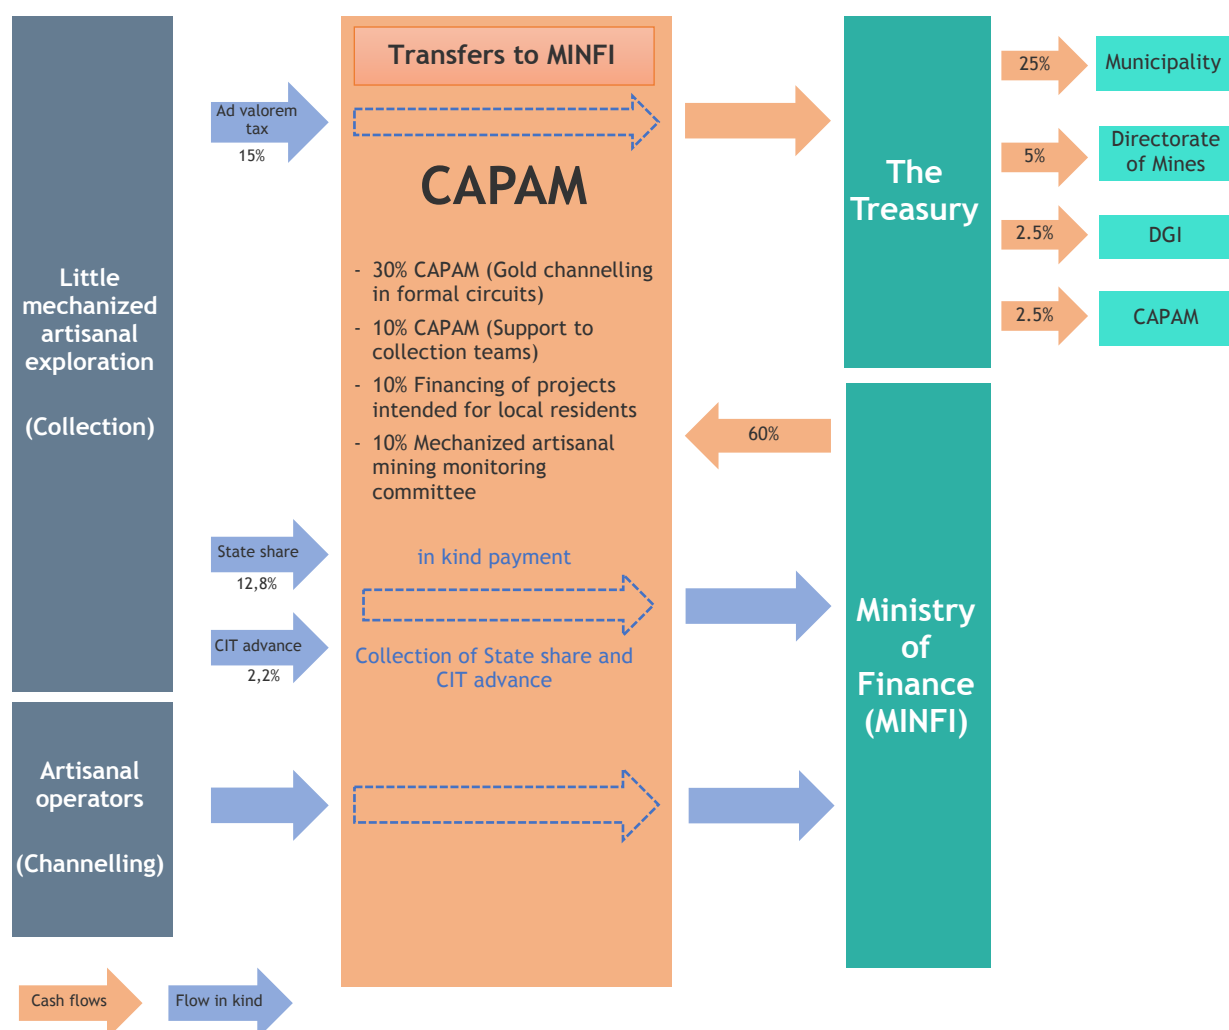 Transfers to MINFI
Ad valorem
tax
15%
CAPAM
- 30% CAPAM (Gold channelling
in formal circuits)
- 10% CAPAM (Support to
collection teams)
- 10% Financing of projects
intended for local residents
- 10% Mechanized artisanal
mining monitoring
committee
Little
mechanized
artisanal
exploration
(Collection)
State share
12,8%
CIT advance
2,2%
in kind payment
Collection of State share and
CIT advance
Artisanal
operators
(Channelling)
The
Treasury
25%
Municipality
5%
Directorate
of Mines
2.5%
DGI
2.5%
CAPAM
60%
Ministry
of
Finance
(MINFI)
Cash flows
Flow in kind